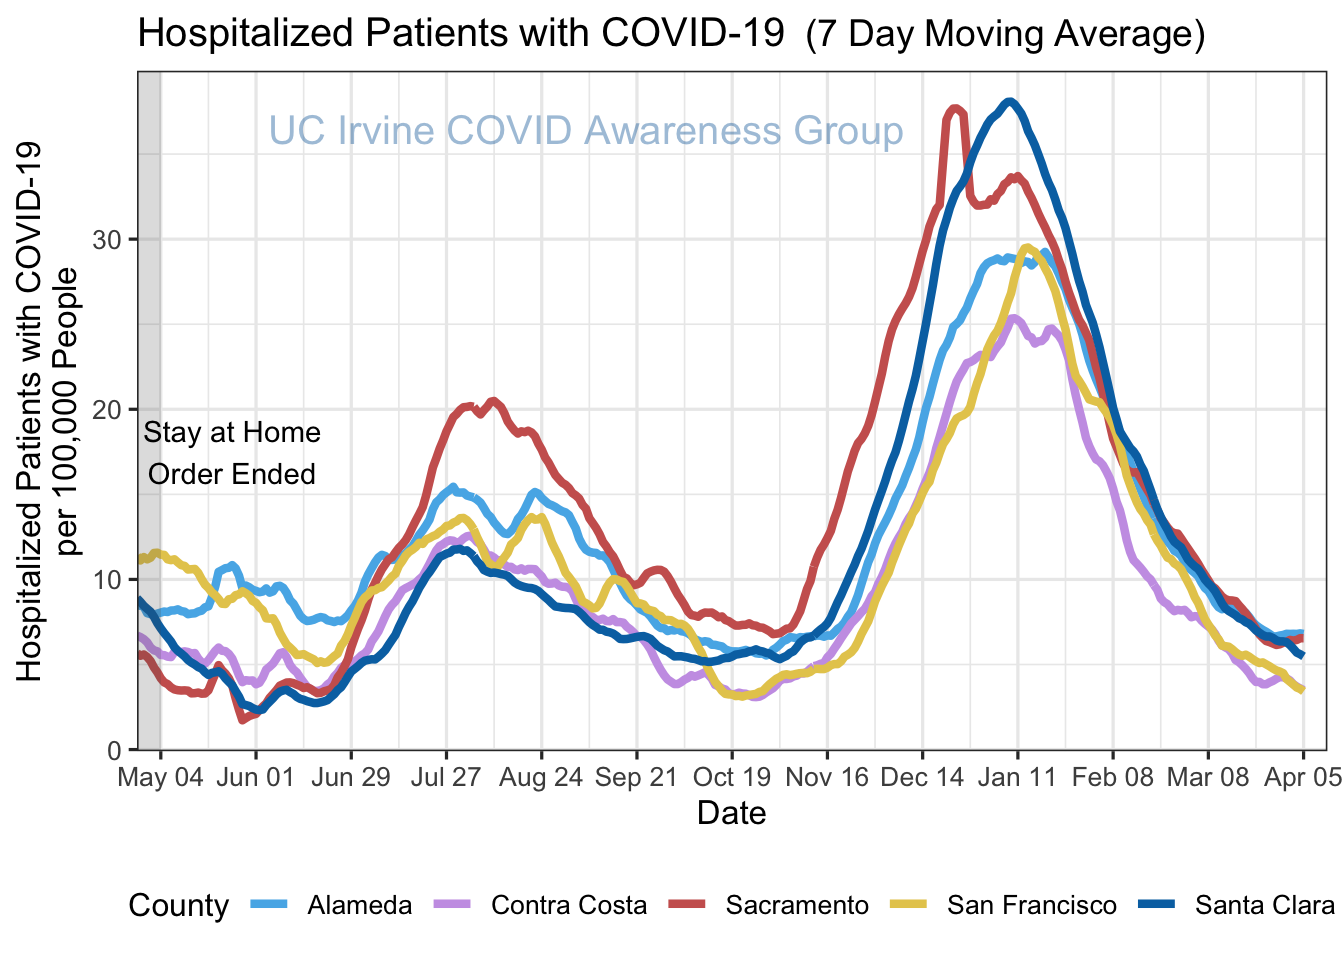 Hospitalized Patients with COVID-19  (7 Day Moving Average)
UC Irvine COVID Awareness Group
Hospitalized Patients with COVID-19
per 100,000 People
30
20
10
0
Stay at Home
Order Ended
May 04 Jun 01 Jun 29 Jul 27 Aug 24 Sep 21 Oct 19 Nov 16 Dec 14 Jan 11 Feb 08 Mar 08 Apr 05
Date
County Alameda Contra Costa Sacramento San Francisco Santa Clara